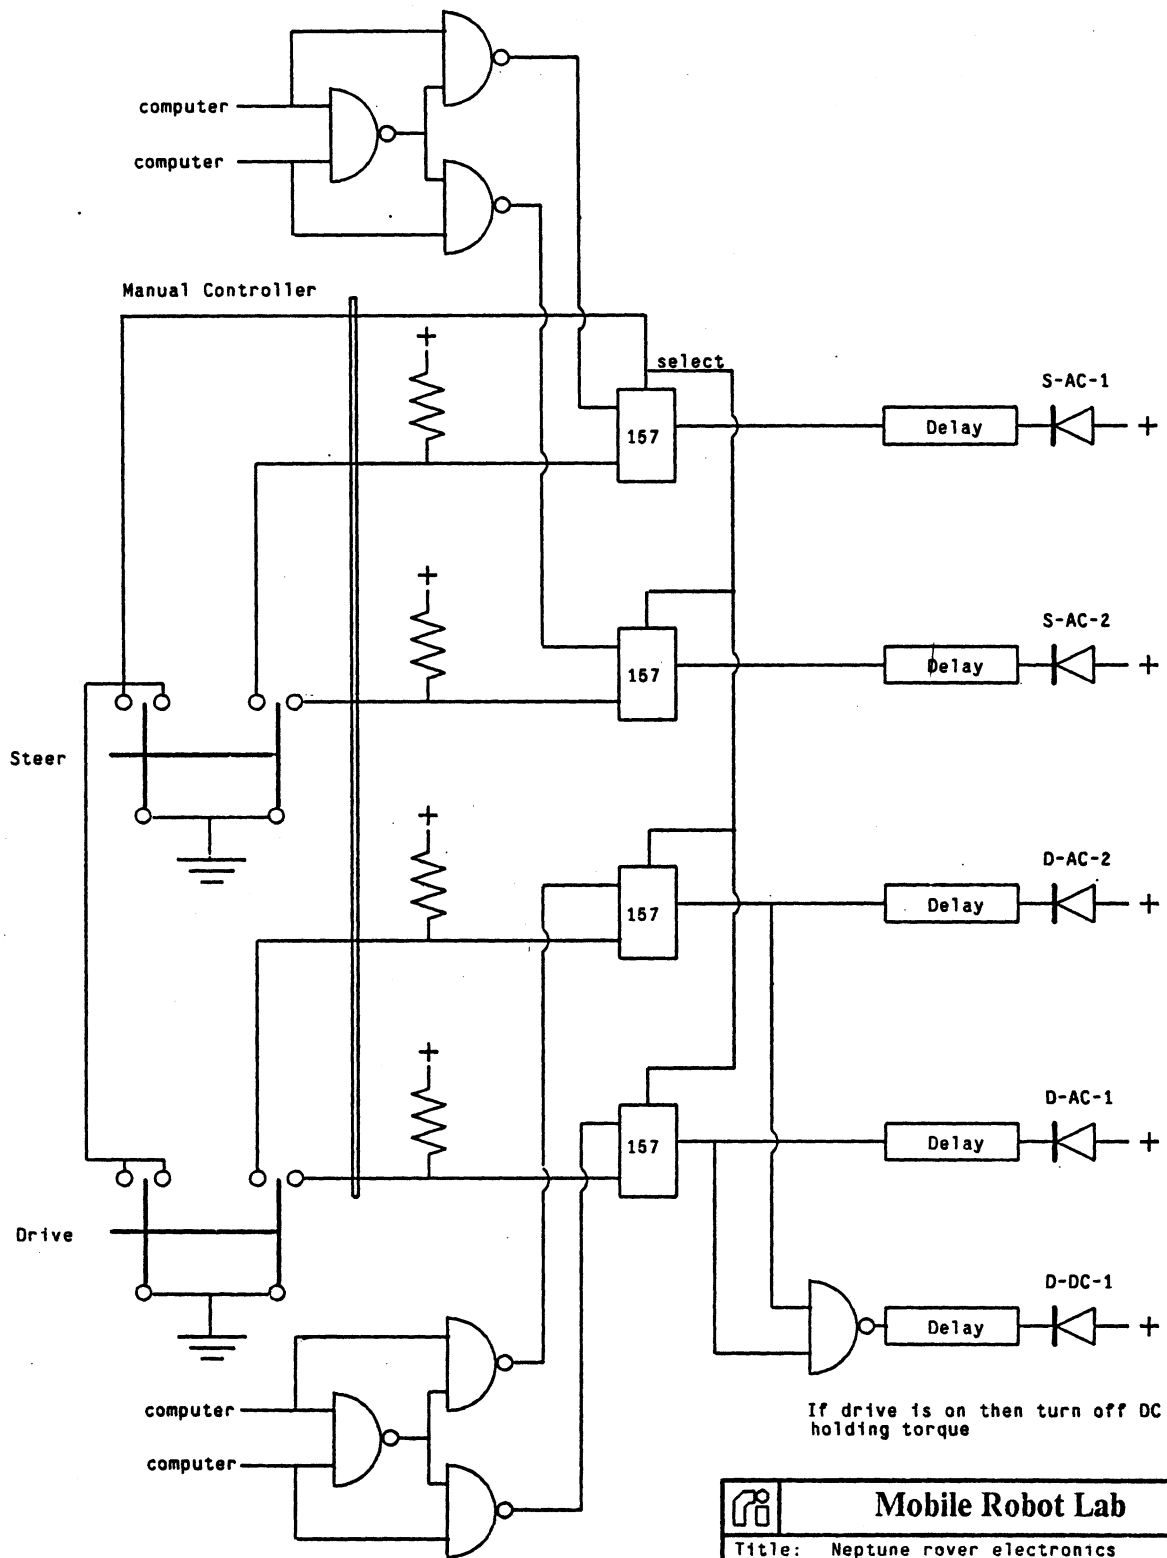 computer
computer
Manual Controller
+
select
S-AC-1
157
Delay
+
+
S-AC-2
157
Delay
+
Steer
+
D-AC-2
157
Delay
+
+
D-AC-1
157
Delay
+
Drive
D-DC-1
Delay
+
computer
If drive is on then turn off DC
holding torque
computer
ri
Mobile Robot Lab
Title: Neptune rover electronics